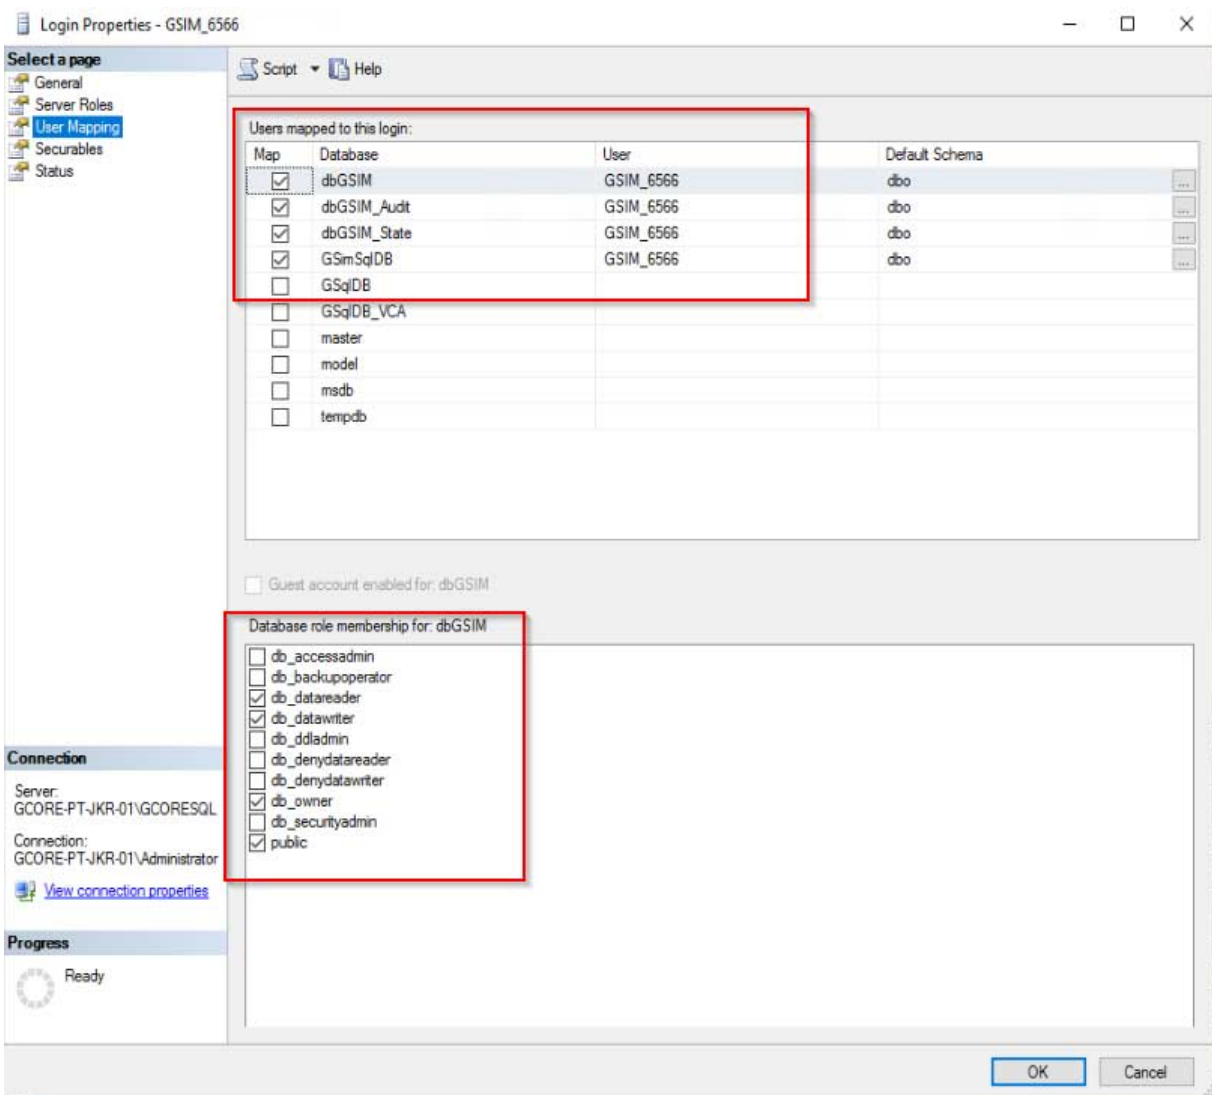 Login Properties - GSIM_6566
Select a page
General
Server Roles
User Mapping
Securables
Status
Script Help
Users mapped to this login:
Map Database User Default Schema
dbGSIM GSIM_6566 dbo ...
dbGSIM_Audit GSIM_6566 dbo ...
dbGSIM_State GSIM_6566 dbo ...
GSimSqlDB GSIM_6566 dbo ...
GSqlDB
GSqlDB_VCA
master
model
msdb
tempdb
Guest account enabled for: dbGSIM
Database role membership for: dbGSIM
db_accessadmin
db_backupoperator
db_datareader
db_datawriter
db_ddladmin
db_denydatareader
db_denydatawriter
db_owner
db_securityadmin
public
Connection
Server:
GCORE-PT-JKR-01\GCORESQL
Connection:
GCORE-PT-JKR-01\Administrator
View connection properties
Progress
Ready
OK Cancel